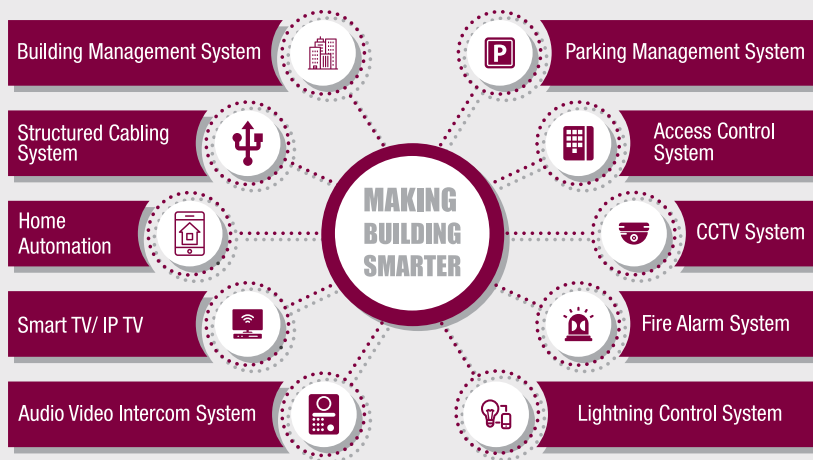 Building Management System
Parking Management System
Structured Cabling
System
Access Control
System
Home
Automation
CCTV System
Smart TV/ IP TV
Fire Alarm System
Audio Video Intercom System
Lightning Control System
MAKING
BUILDING
SMARTER
P